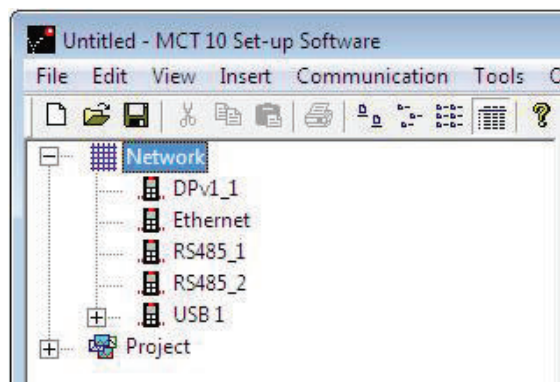 Untitled - MCT 10 Set-up Software
File Edit View Insert Communication Tools
Network
DPv1_1
Ethernet
RS485_1
RS485_2
USB 1
Project